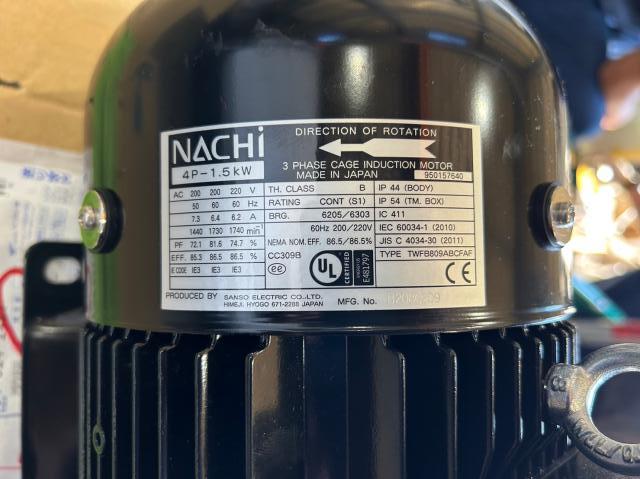 NACHi
4P-1.5kW
DIRECTION OF ROTATION
3 PHASE CAGE INDUCTION MOTOR
MADE IN JAPAN 950157640
AC 200 200 220 V
50 60 60 Hz
7.3 6.4 6.2 A
1440 1730 1740 min-1
PF 72.1 81.6 74.7 %
EFF. 85.3 86.5 86.5 %
IE CODE IE3 IE3 IE3
TH. CLASS B
RATING CONT (S1)
BRG. 6205/6303
60Hz 200/220V
NEMA NOM. EFF. 86.5/86.5%
CC309B
ee
UL
E481797
IP 44 (BODY)
IP 54 (TM. BOX)
IC 411
IEC 60034-1 (2010)
JIS C 4034-30 (2011)
TYPE TWFB809ABCFAF
PRODUCED BY SANSO ELECTRIC CO.,LTD.
HIMEJI, HYOGO 671-2288 JAPAN
MFG. No.